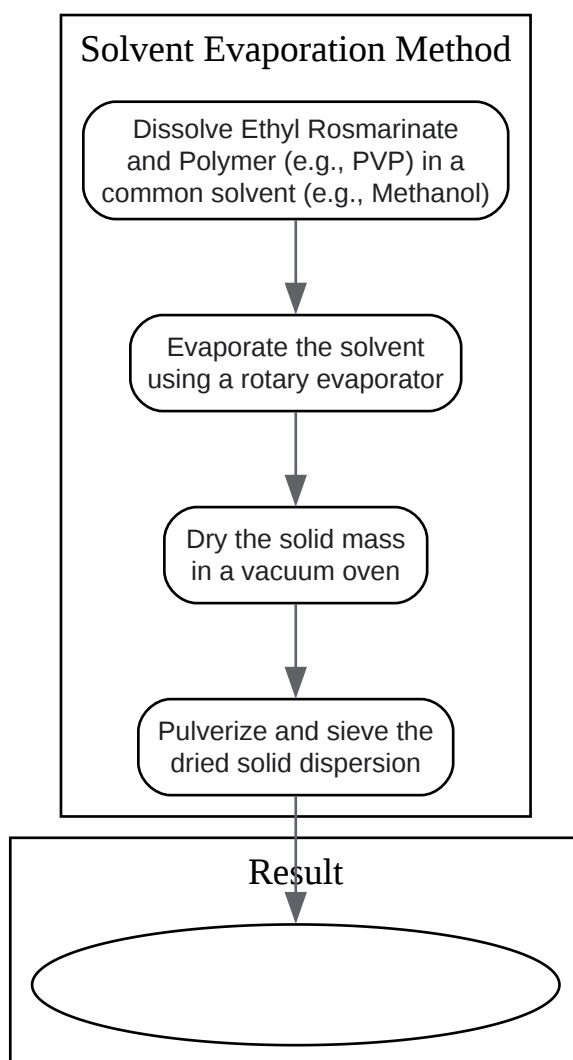 Solvent Evaporation Method
Dissolve Ethyl Rosmarinate
and Polymer (e.g., PVP) in a
common solvent (e.g., Methanol)
Evaporate the solvent
using a rotary evaporator
Dry the solid mass
in a vacuum oven
Pulverize and sieve the
dried solid dispersion
Result